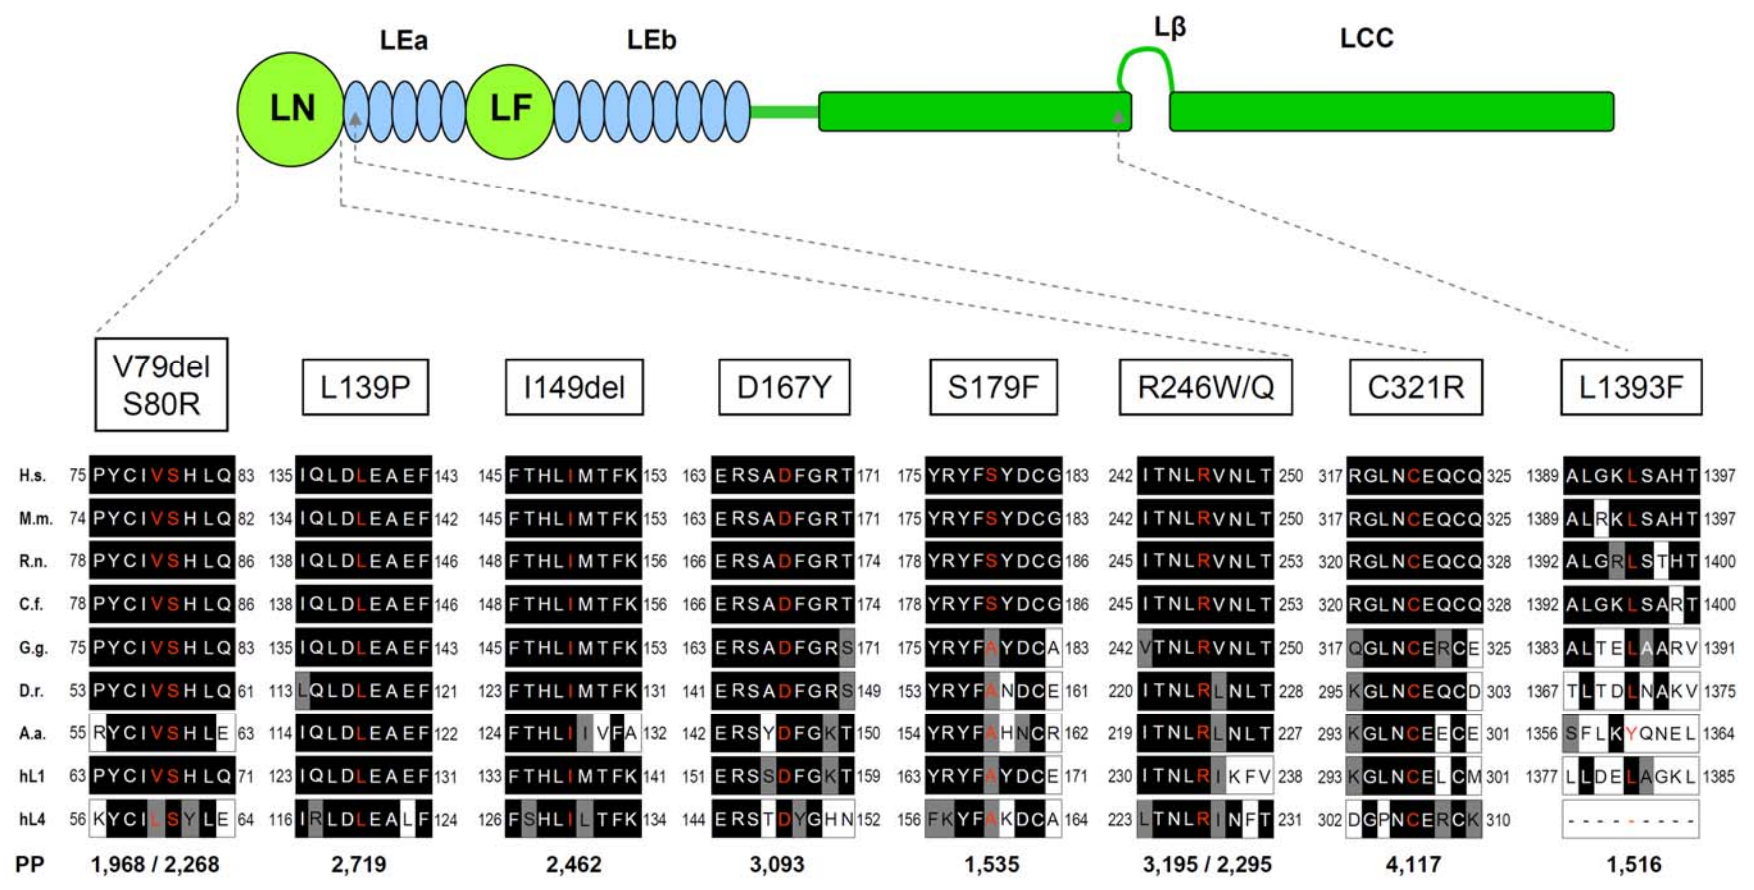 LEa LEb Lβ LCC
LN LF
V79del
S80R
L139P I149del D167Y S179F R246W/Q C321R L1393F
H.s. 75 PYCIVSHLQ 83 135 IQLDLEAEF 143 145 FTHLIMTFK 153 163 ERSADFGRT 171 175 YRYFSYDCG 183 242 ITNLRVNLT 250 317 RGLNCEQCQ 325 1389 ALGKLSAHT 1397
M.m. 74 PYCIVSHLQ 82 134 IQLDLEAEF 142 145 FTHLIMTFK 153 163 ERSADFGRT 171 175 YRYFSYDCG 183 242 ITNLRVNLT 250 317 RGLNCEQCQ 325 1389 ALRKLSAHT 1397
R.n. 78 PYCIVSHLQ 86 138 IQLDLEAEF 146 148 FTHLIMTFK 156 166 ERSADFGRT 174 178 YRYFSYDCG 186 245 ITNLRVNLT 253 320 RGLNCEQCQ 328 1392 ALGRLSTHT 1400
C.f. 78 PYCIVSHLQ 86 138 IQLDLEAEF 146 148 FTHLIMTFK 156 166 ERSADFGRT 174 178 YRYFSYDCG 186 245 ITNLRVNLT 253 320 RGLNCEQCQ 328 1392 ALGKLSART 1400
G.g. 75 PYCIVSHLQ 83 135 IQLDLEAEF 143 145 FTHLIMTFK 153 163 ERSADFGRS 171 175 YRYFAYDCA 183 242 VTNLRVNLT 250 317 QGLNCERCE 325 1383 ALTELAARV 1391
D.r. 53 PYCIVSHLQ 61 113 LQLDLEAEF 121 123 FTHLIMTFK 131 141 ERSADFGRS 149 153 YRYFANDCE 161 220 ITNLRLNLT 228 295 KGLNCEQCD 303 1367 TLTDLNAKV 1375
A.a. 55 RYCIVSHLE 63 114 IQLDLEAEF 122 124 FTHLIIVFA 132 142 ERSYDFGKT 150 154 YRYFAHNCR 162 219 ITNLRLNLT 227 293 KGLNCEECE 301 1356 SFLKYQNEL 1364
hL1 63 PYCIVSHLQ 71 123 IQLDLEAEF 131 133 FTHLIMTFK 141 151 ERSSDFGKT 159 163 YRYFAYDCE 171 230 ITNLRIKFV 238 293 KGLNCELCM 301 1377 LLDELAGKL 1385
hL4 56 KYCILSYLE 64 116 IRLDLEALF 124 126 FSHLILTFK 134 144 ERSTDYGHN 152 156 FKYFAKDCA 164 223 LTNLRINFT 231 302 DGPNCERCK 310 ---------
PP 1,968 / 2,268 2,719 2,462 3,093 1,535 3,195 / 2,295 4,117 1,516